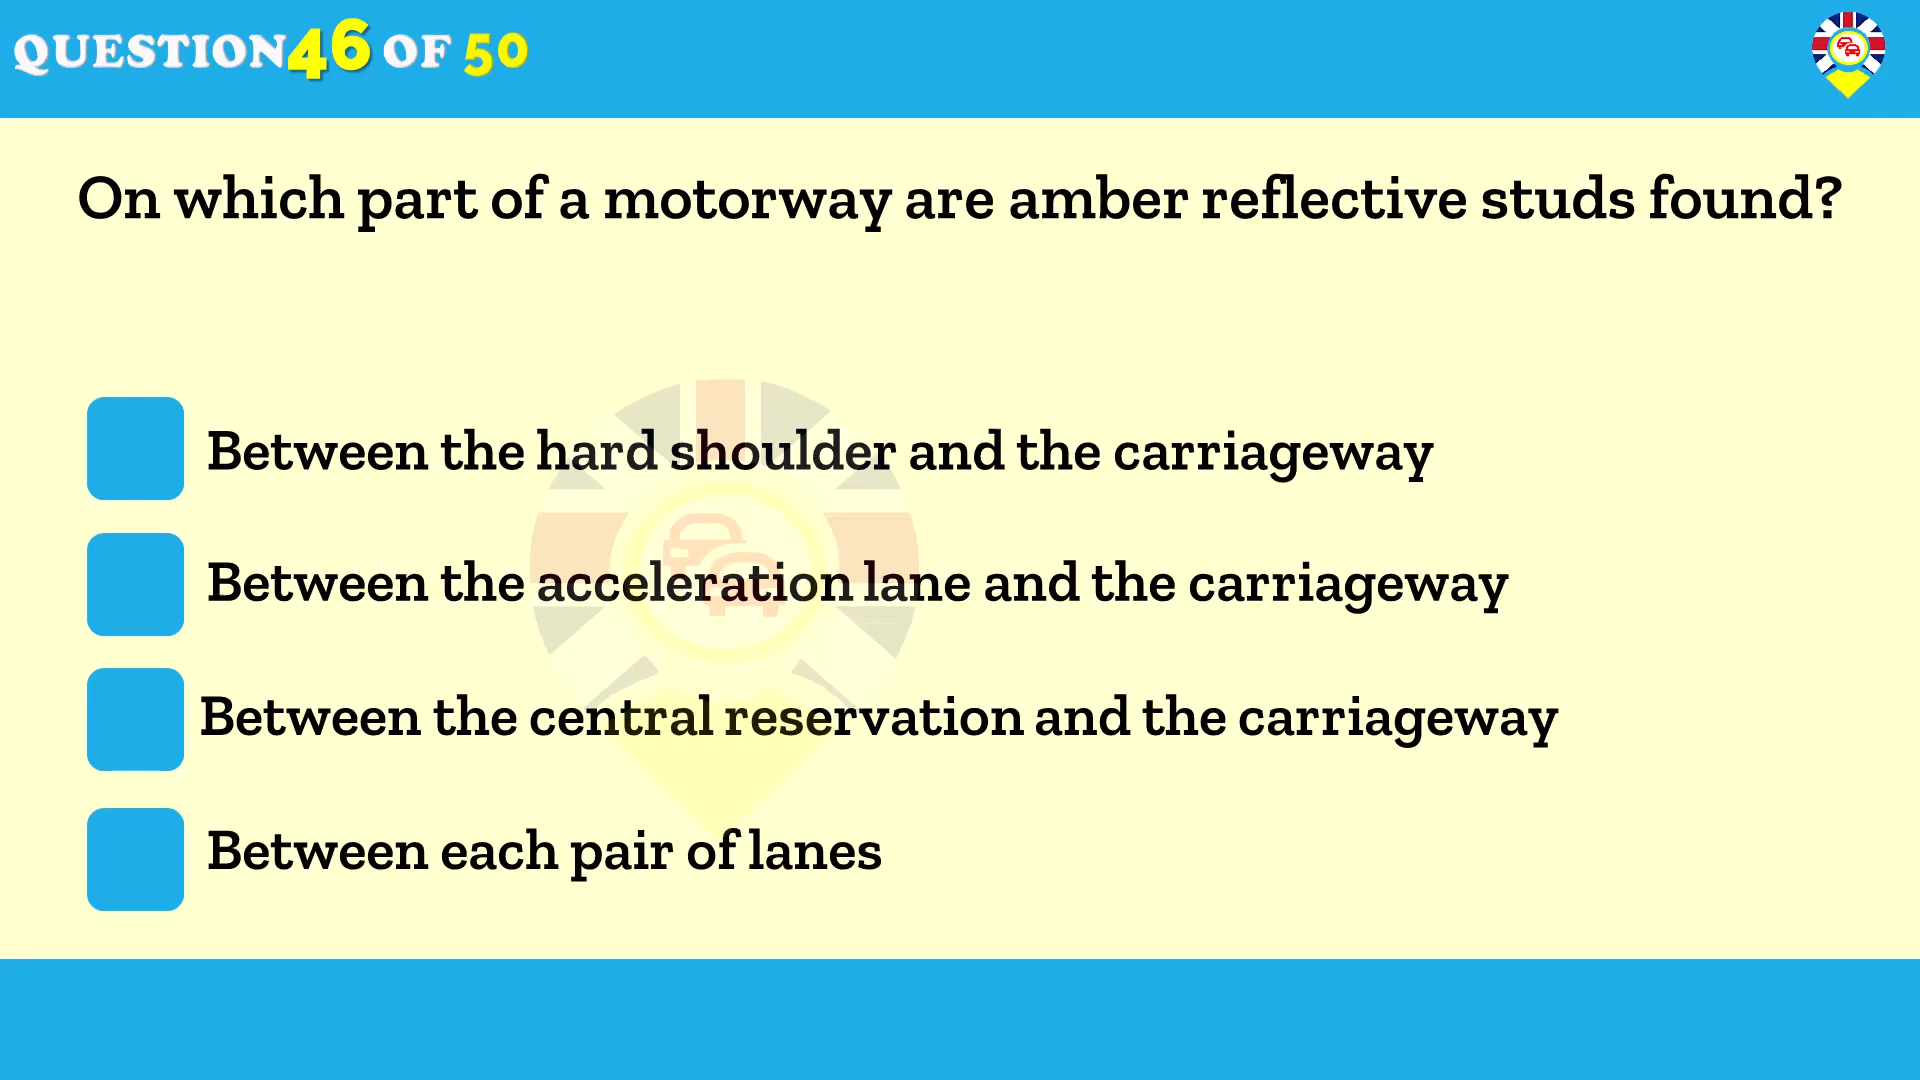 QUESTION 46 OF 50
On which part of a motorway are amber reflective studs found?
Between the hard shoulder and the carriageway
Between the acceleration lane and the carriageway
Between the central reservation and the carriageway
Between each pair of lanes